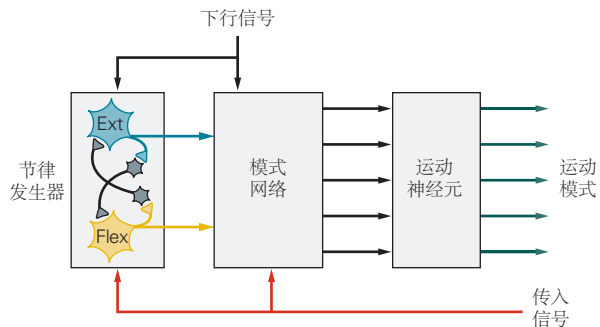 下行信号
Ext
Flex
节律
发生器
模式
网络
运动
神经元
运动
模式
传入
信号